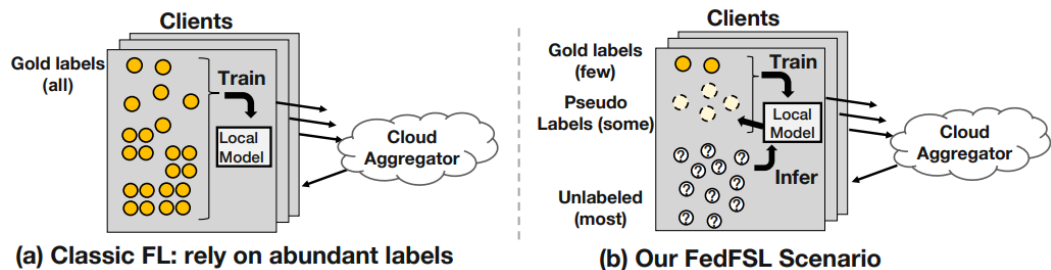 Clients
Gold labels
(all)
Train
Local
Model
Cloud
Aggregator
(a) Classic FL: rely on abundant labels
Clients
Gold labels
(few)
Train
Pseudo
Labels (some)
Local
Model
Cloud
Aggregator
? ? ? ? ? ? ? ? ? ? ?
Infer
Unlabeled
(most)
(b) Our FedFSL Scenario